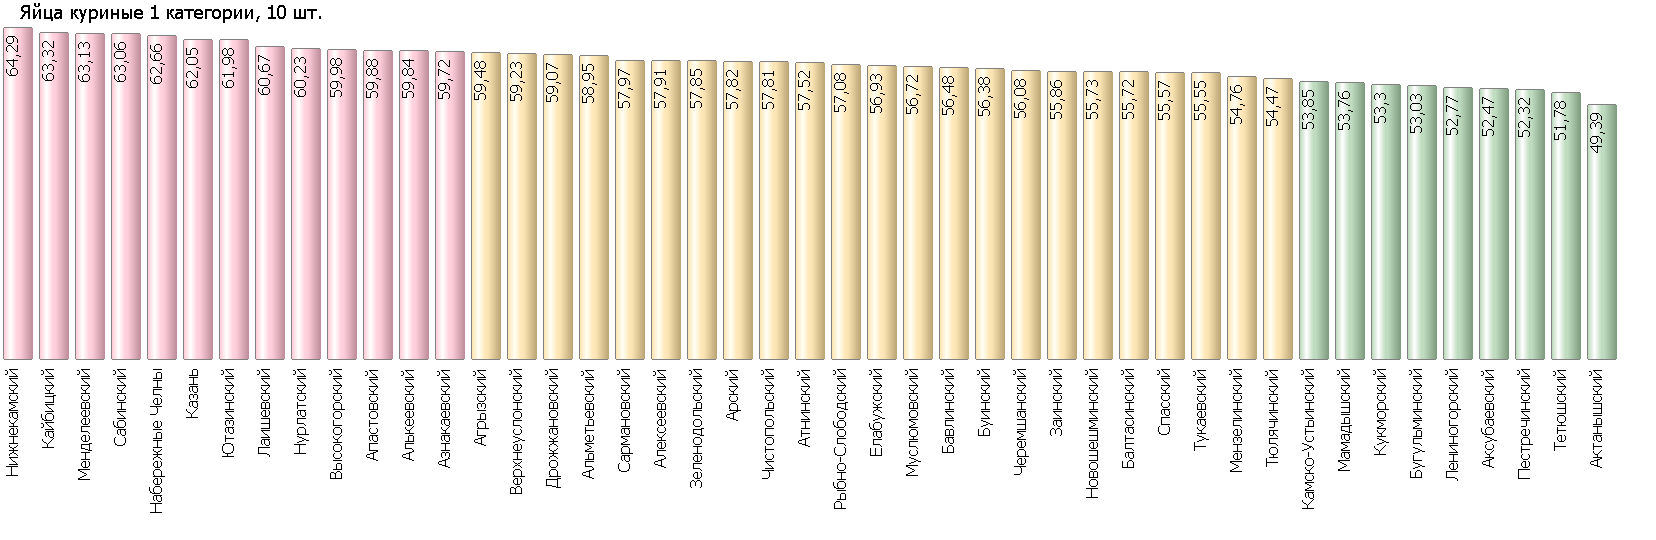 Яйца куриные 1 категории, 10 шт.
64,29
63,32
63,13
63,06
62,66
62,05
61,98
60,67
60,23
59,98
59,88
59,84
59,72
59,48
59,23
59,07
58,95
57,97
57,91
57,85
57,82
57,81
57,52
57,08
56,93
56,72
56,48
56,38
56,08
55,86
55,73
55,72
55,57
55,55
54,76
54,47
53,85
53,76
53,3
53,03
52,77
52,47
52,32
51,78
49,39
Нижнекамский
Кайбицкий
Менделеевский
Сабинский
Набережные Челны
Казань
Ютазинский
Лаишевский
Нурлатский
Высокогорский
Апастовский
Алькеевский
Азнакаевский
Агрызский
Верхнеуслонский
Дрожжановский
Альметьевский
Сармановский
Алексеевский
Зеленодольский
Арский
Чистопольский
Атнинский
Рыбно-Слободский
Елабужский
Муслюмовский
Бавлинский
Буинский
Черемшанский
Заинский
Новошешминский
Балтасинский
Спасский
Тукаевский
Мензелинский
Тюлячинский
Камско-Устьинский
Мамадышский
Кукморский
Бугульминский
Лениногорский
Аксубаевский
Пестречинский
Тетюшский
Актанышский